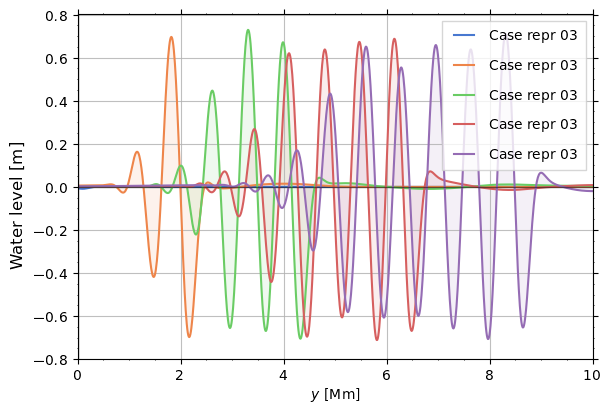 0.8
0.6
0.4
0.2
0.0
−0.2
−0.4
−0.6
−0.8
Water level [m]
Case repr 03
Case repr 03
Case repr 03
Case repr 03
Case repr 03
0 2 4 6 8 10
y [Mm]